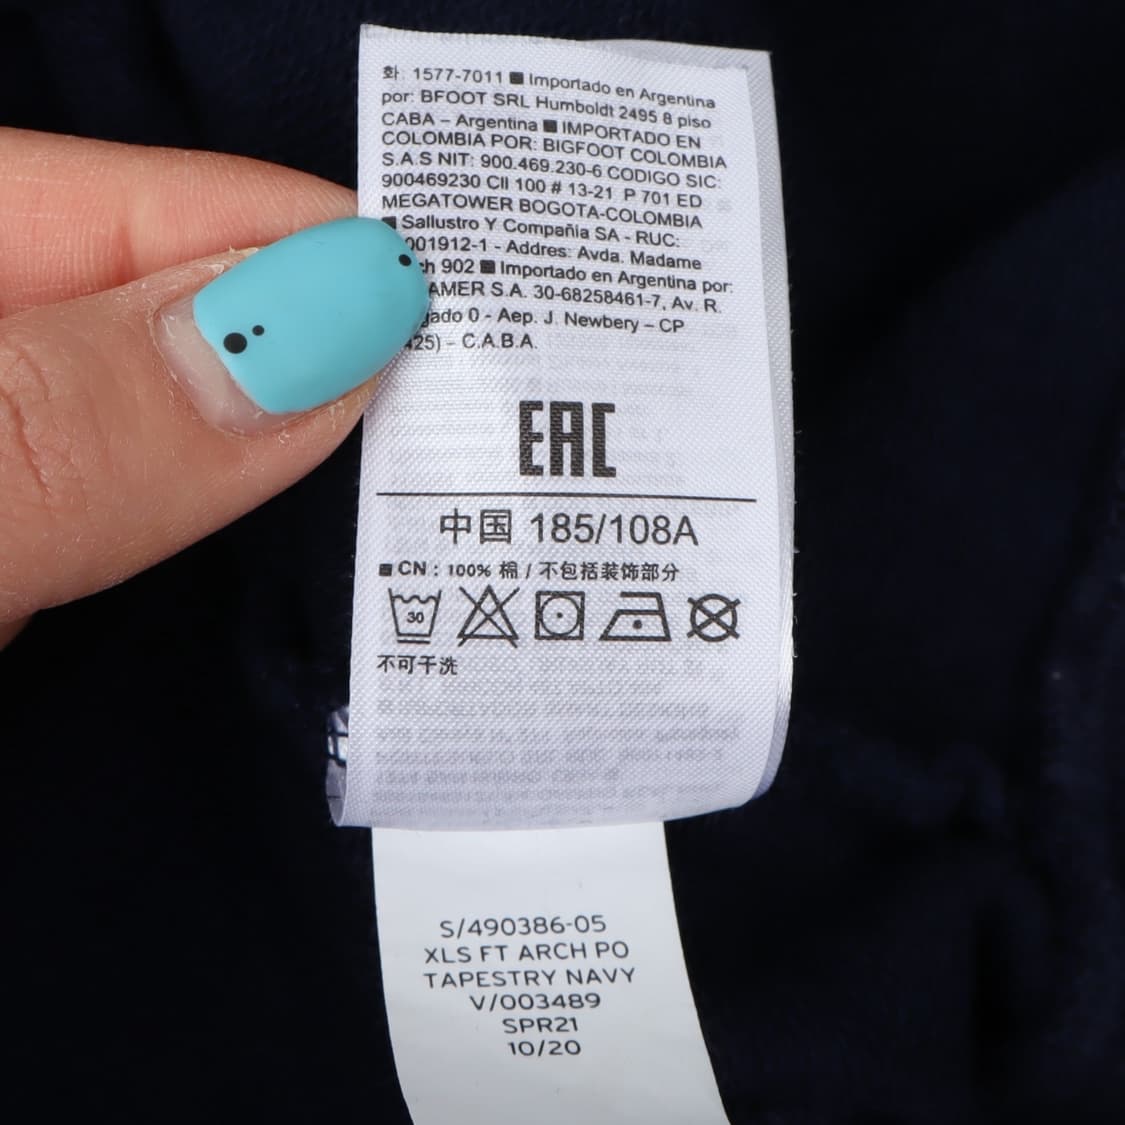 화: 1577-7011 ■ Importado en Argentina
por: BFOOT SRL Humboldt 2495 8 piso
CABA – Argentina ■ IMPORTADO EN
COLOMBIA POR: BIGFOOT COLOMBIA
S.A.S NIT: 900.469.230-6 CODIGO SIC:
900469230 Cll 100 # 13-21 P 701 ED
MEGATOWER BOGOTA-COLOMBIA
■ Sallustro Y Compañia SA - RUC:
001912-1 - Addres: Avda. Madame
902 ■ Importado en Argentina por:
S.A. 30-68258461-7, Av. R.
0 - Aep. J. Newbery – CP
– C.A.B.A.
EAC
中国 185/108A
■ CN : 100% 棉 / 不包括装饰部分
30
不可干洗
S/490386-05
XLS FT ARCH PO
TAPESTRY NAVY
V/003489
SPR21
10/20